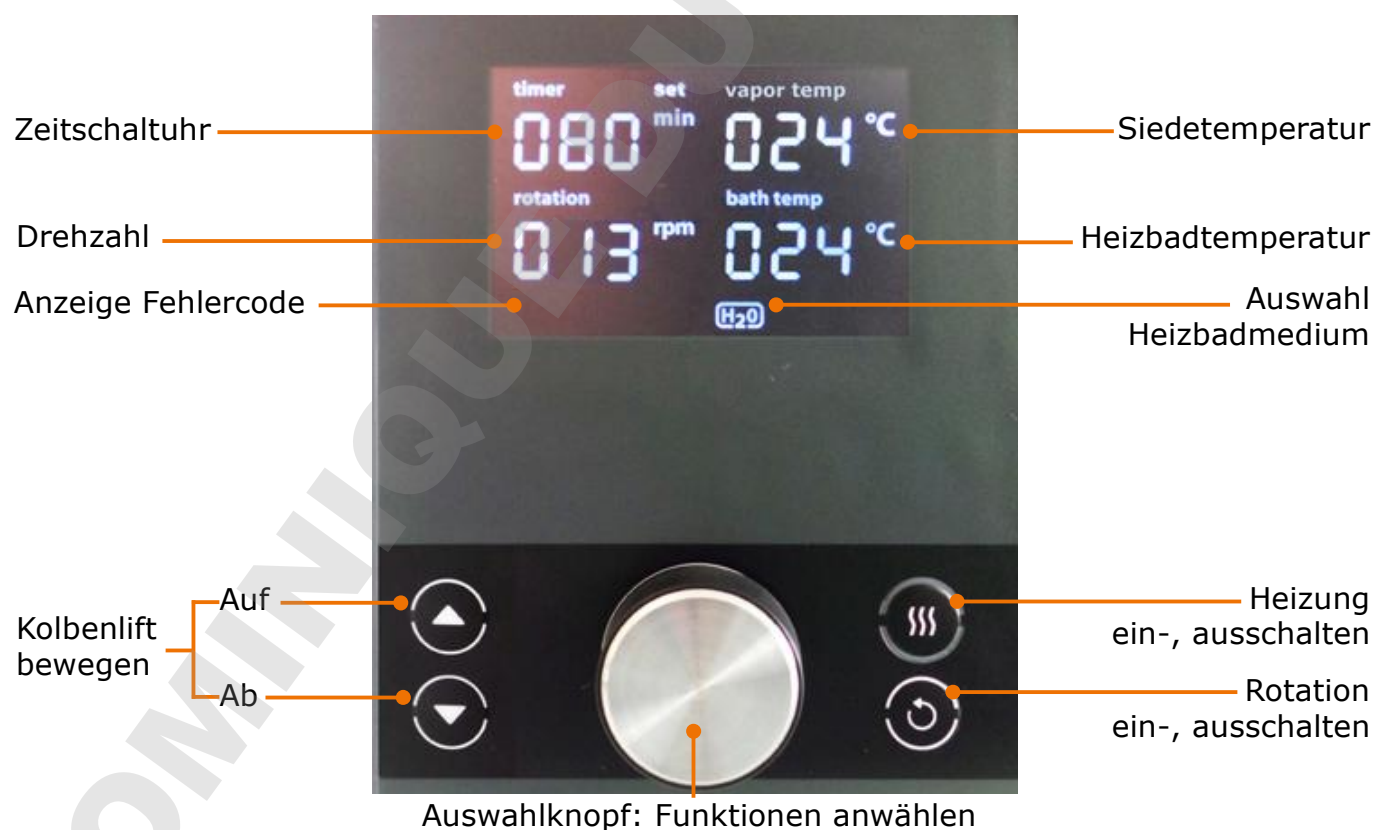 timer set vapor temp
Zeitschaltuhr 080 min 024 °C Siedetemperatur
rotation bath temp
Drehzahl 013 rpm 024 °C Heizbadtemperatur
Anzeige Fehlercode H2O Auswahl
Heizbadmedium
Auf Heizung
Kolbenlift ein-, ausschalten
bewegen
Ab Rotation
ein-, ausschalten
Auswahlknopf: Funktionen anwählen